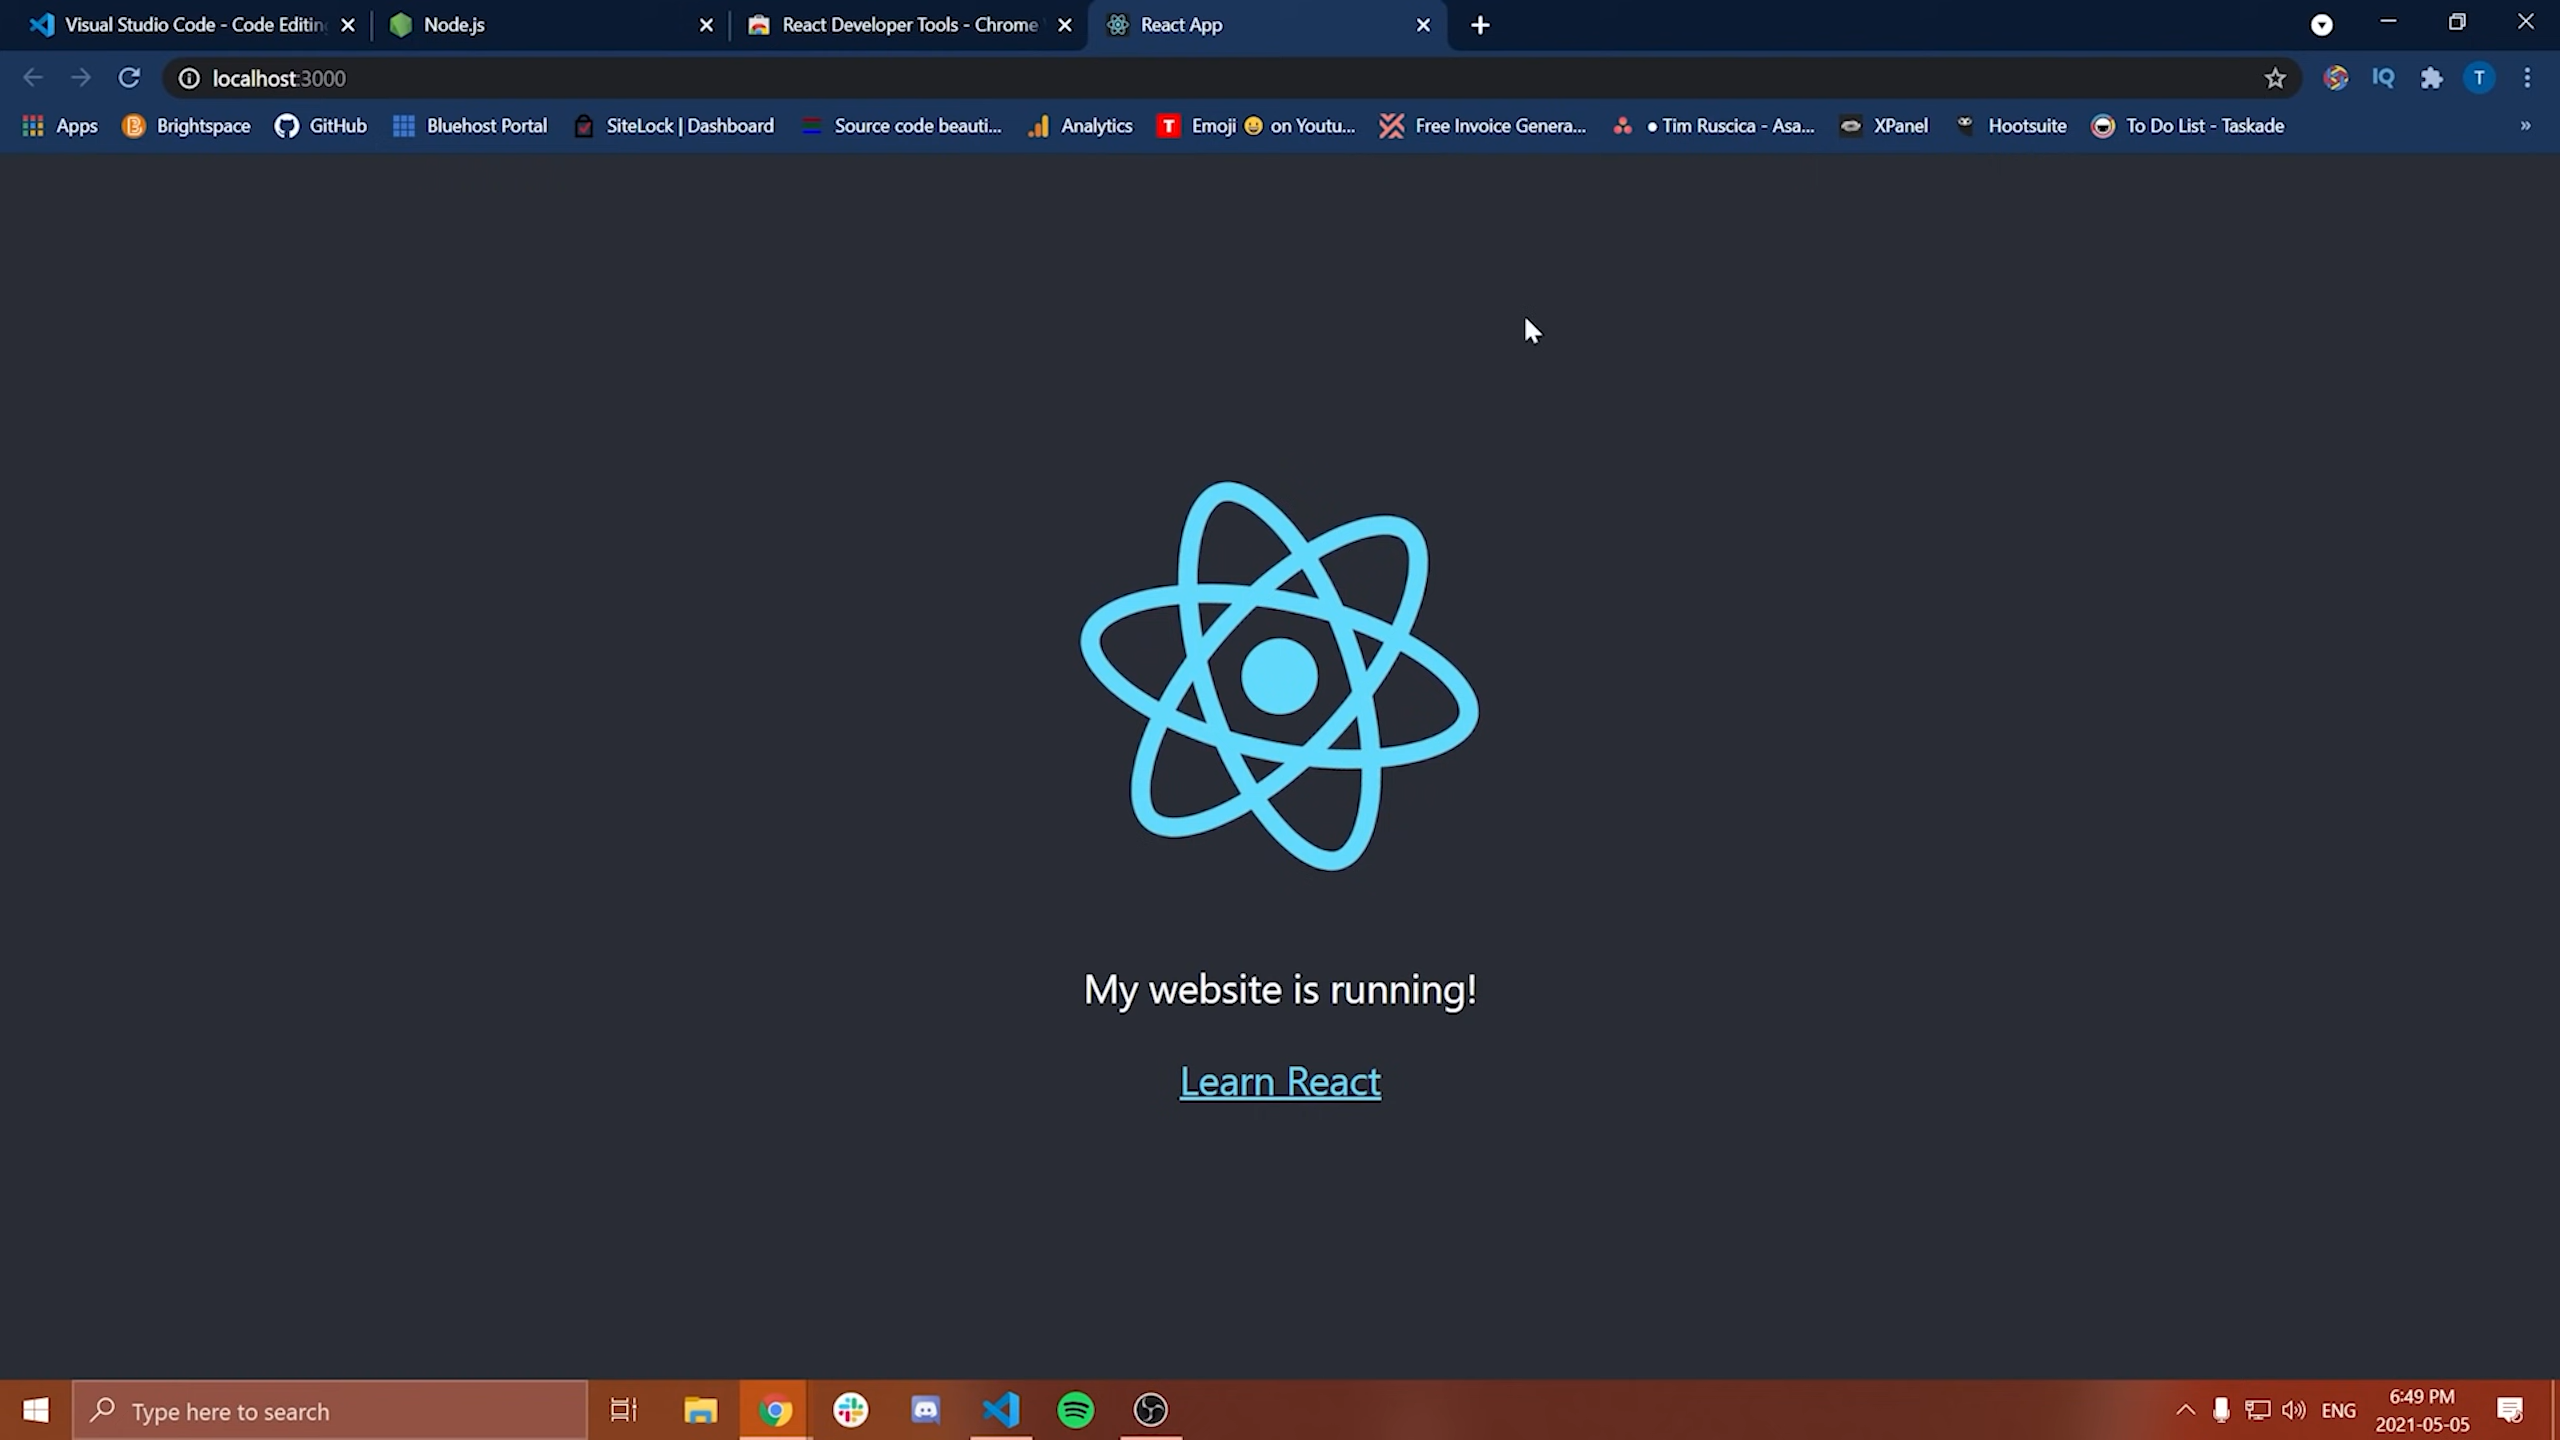 Visual Studio Code - Code Editin
Node.js
React Developer Tools - Chrome
React App
localhost:3000
T
Apps
Brightspace
GitHub
Bluehost Portal
SiteLock | Dashboard
Source code beauti...
Analytics
T
Emoji 😀 on Youtu...
Free Invoice Genera...
● Tim Ruscica - Asa...
XPanel
Hootsuite
To Do List - Taskade
»
IQ
My website is running!
Learn React
Type here to search
ENG
6:49 PM
2021-05-05